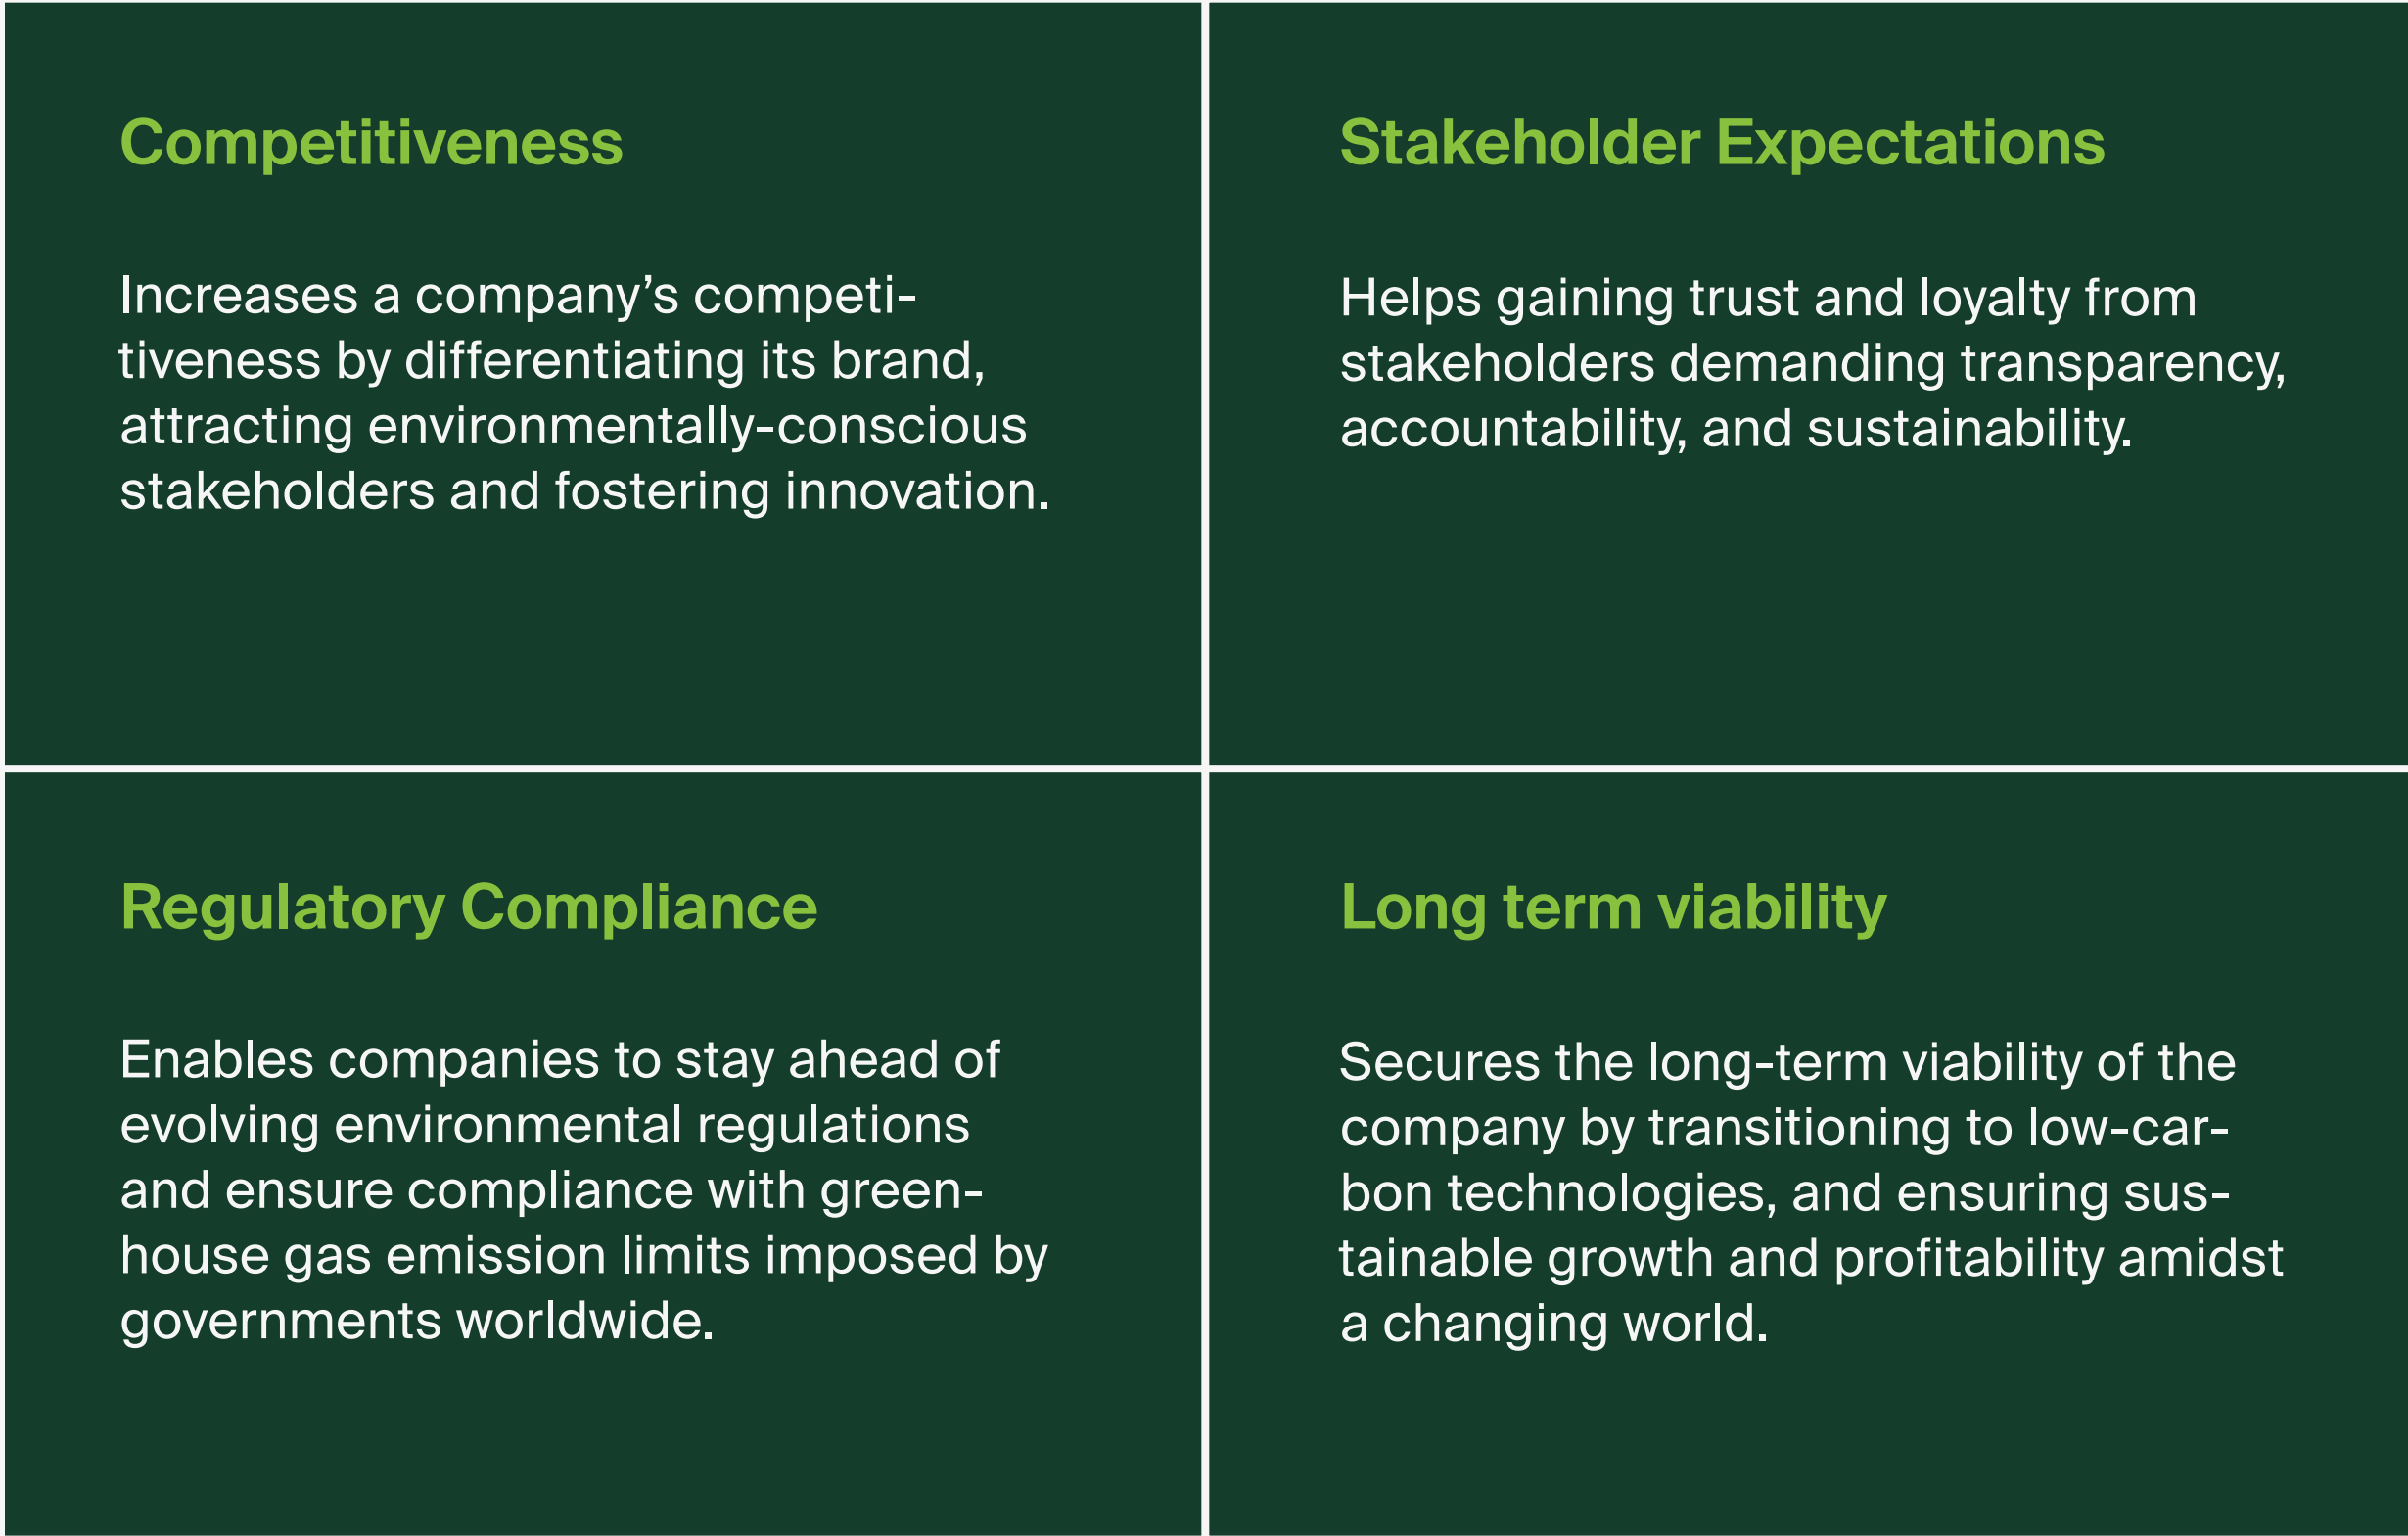 Competitiveness
Increases a company’s competi-
tiveness by differentiating its brand,
attracting environmentally-conscious
stakeholders and fostering innovation.
Stakeholder Expectations
Helps gaining trust and loyalty from
stakeholders demanding transparency,
accountability, and sustainability.
Regulatory Compliance
Enables companies to stay ahead of
evolving environmental regulations
and ensure compliance with green-
house gas emission limits imposed by
governments worldwide.
Long term viability
Secures the long-term viability of the
company by transitioning to low-car-
bon technologies, and ensuring sus-
tainable growth and profitability amidst
a changing world.